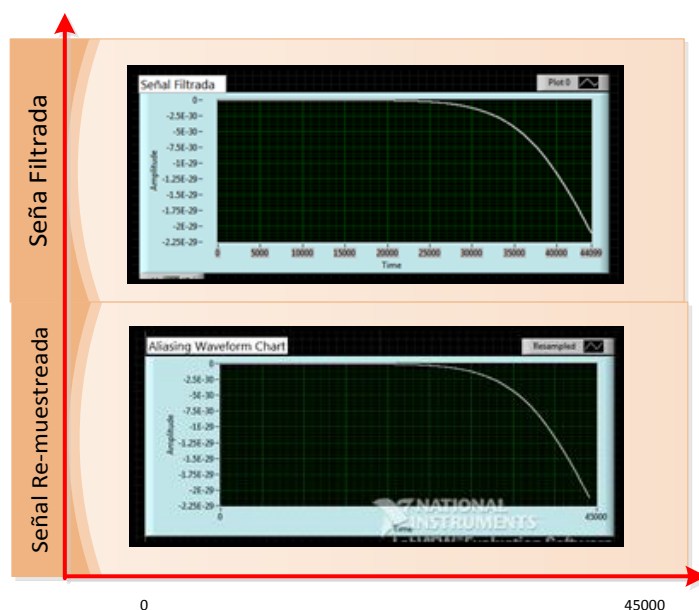 Seña Filtrada
Señal Filtrada
Plot 0
Amplitude
0
-2.5E-30
-5E-30
-7.5E-30
-1E-29
-1.25E-29
-1.5E-29
-1.75E-29
-2E-29
-2.25E-29
0 5000 10000 15000 20000 25000 30000 35000 40000 44099
Time
Señal Re-muestreada
Aliasing Waveform Chart
Resampled
Amplitude
0
-2.5E-30
-5E-30
-7.5E-30
-1E-29
-1.25E-29
-1.5E-29
-1.75E-29
-2E-29
-2.25E-29
0 45000
Time
NATIONAL
INSTRUMENTS
0 45000